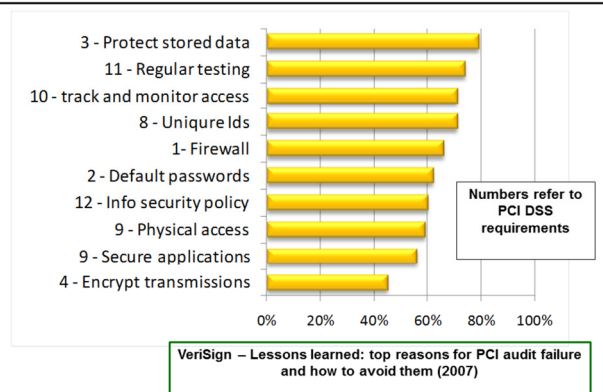 3 - Protect stored data
11 - Regular testing
10 - track and monitor access
8 - Uniqure Ids
1- Firewall
2 - Default passwords
12 - Info security policy
9 - Physical access
9 - Secure applications
4 - Encrypt transmissions
0% 20% 40% 60% 80% 100%
Numbers refer to
PCI DSS
requirements
VeriSign – Lessons learned: top reasons for PCI audit failure
and how to avoid them (2007)